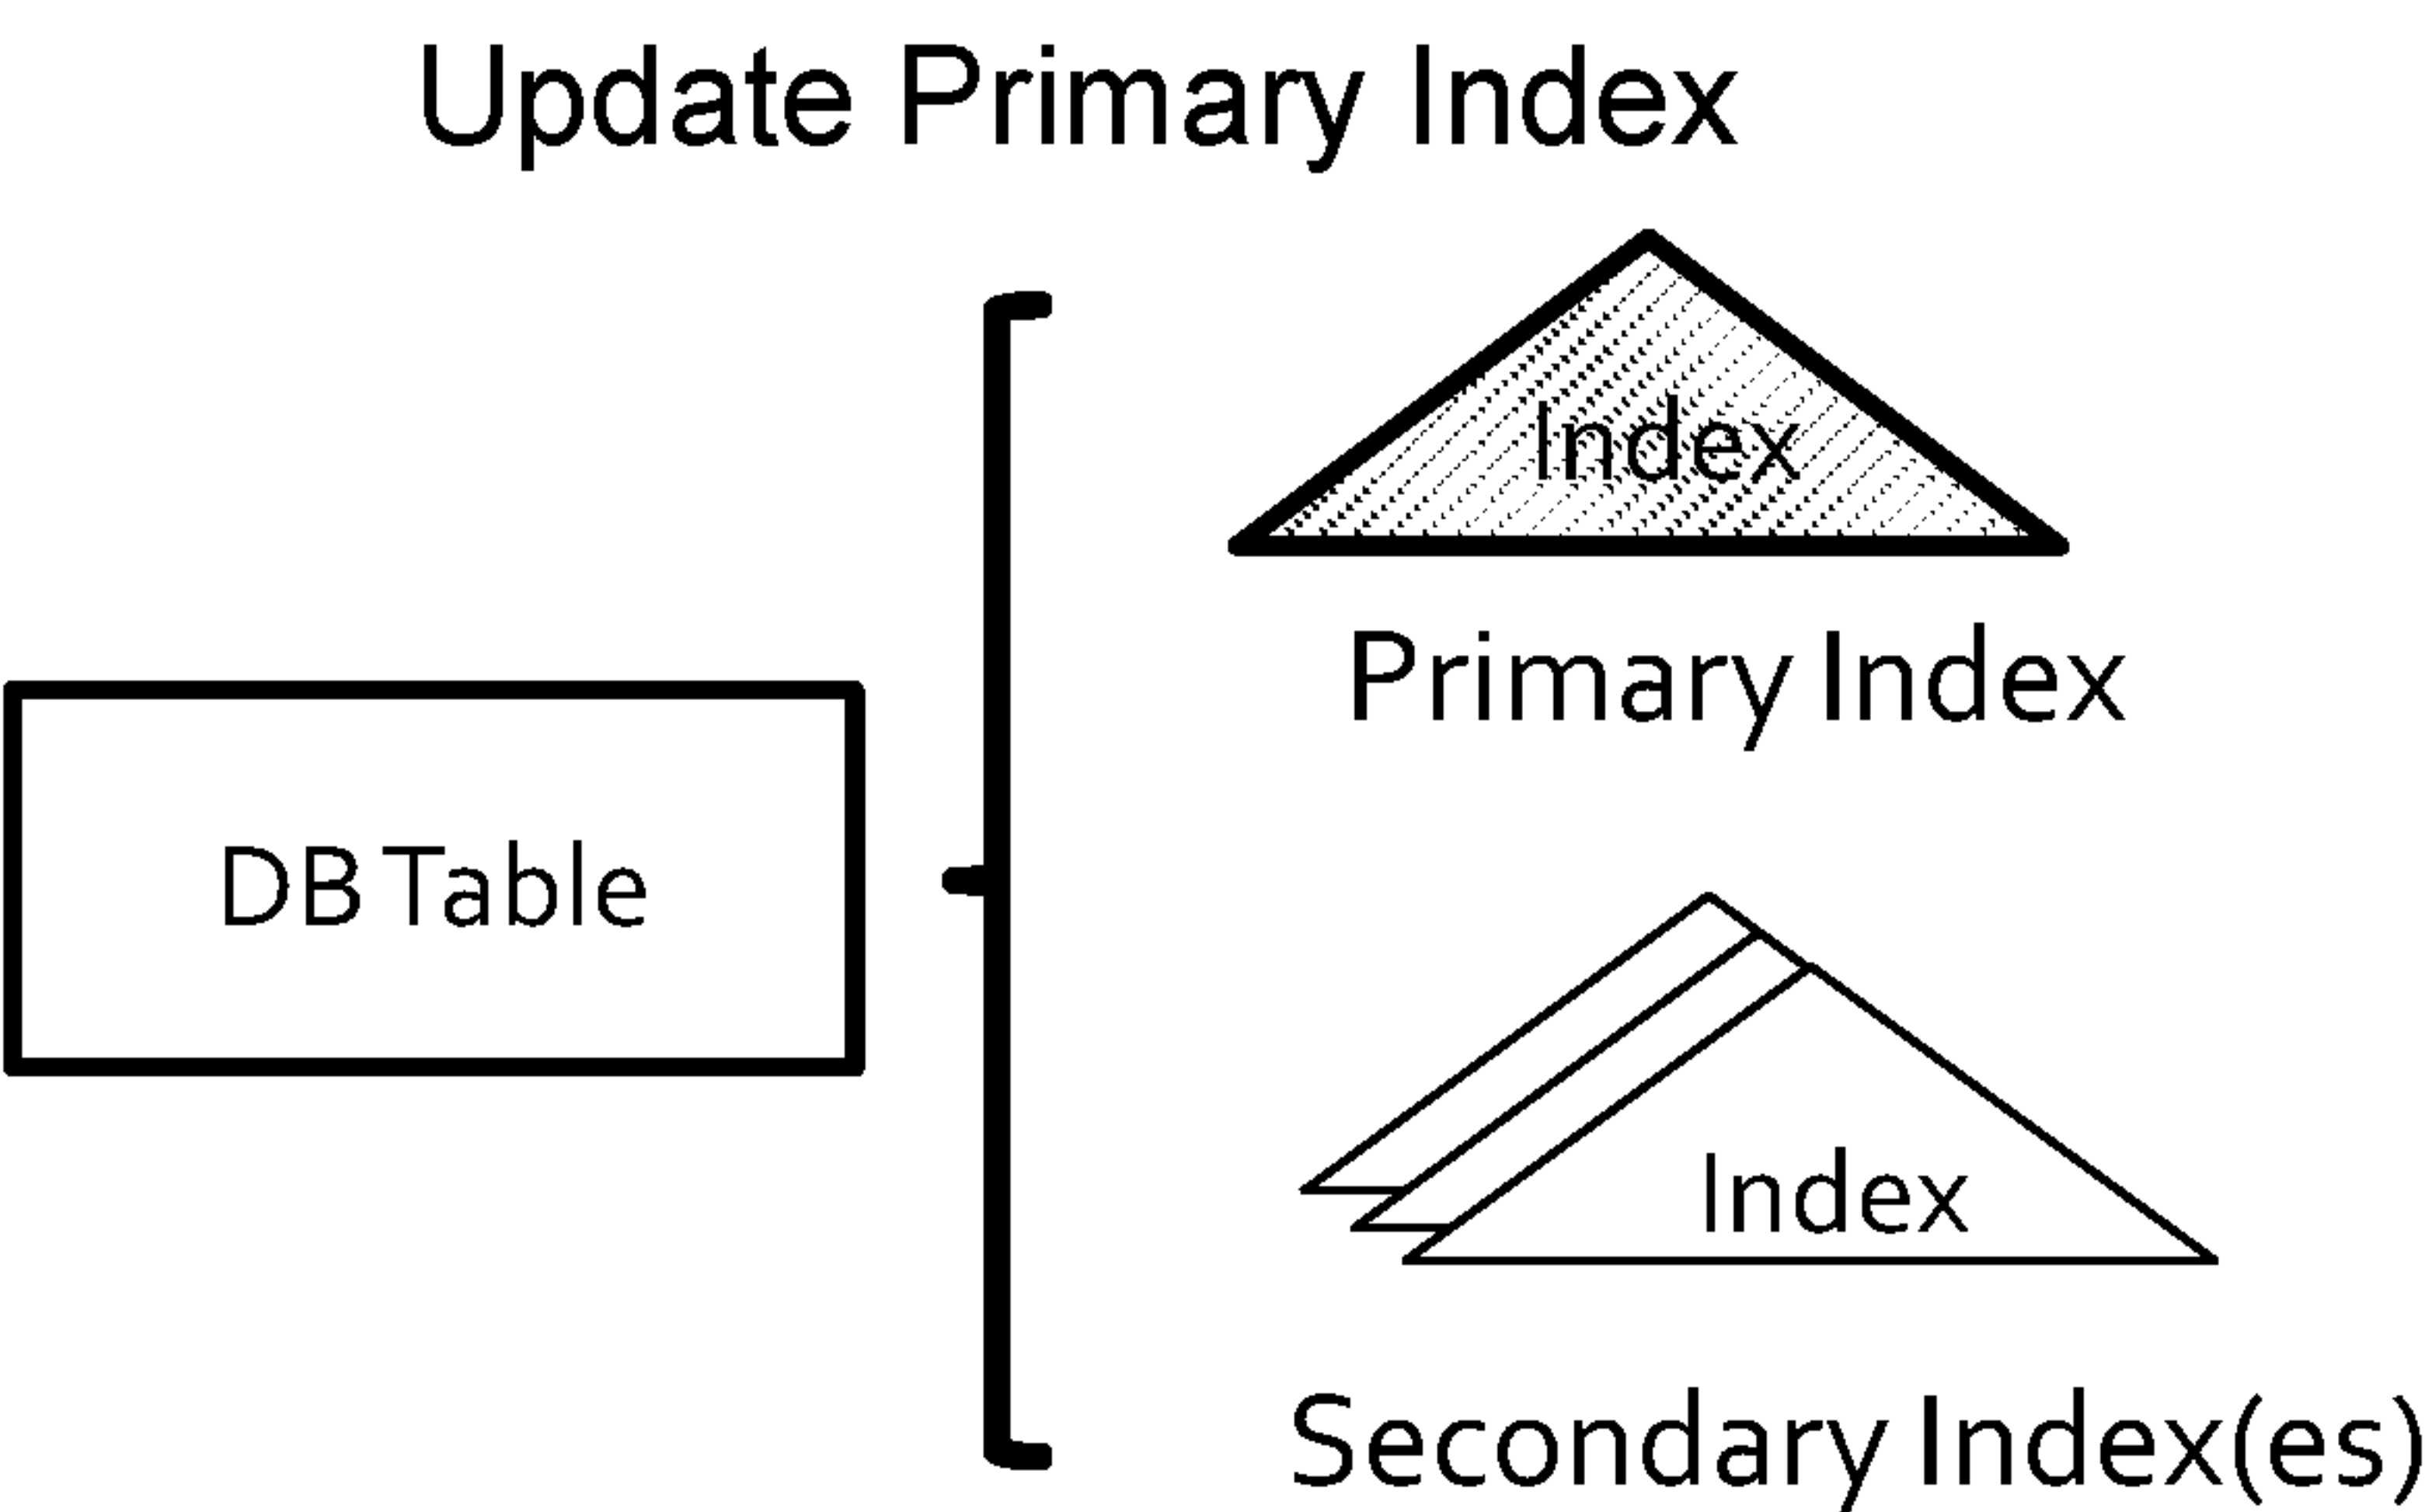 Update Primary Index
Index
Primary Index
DB Table
Index
Secondary Index(es)